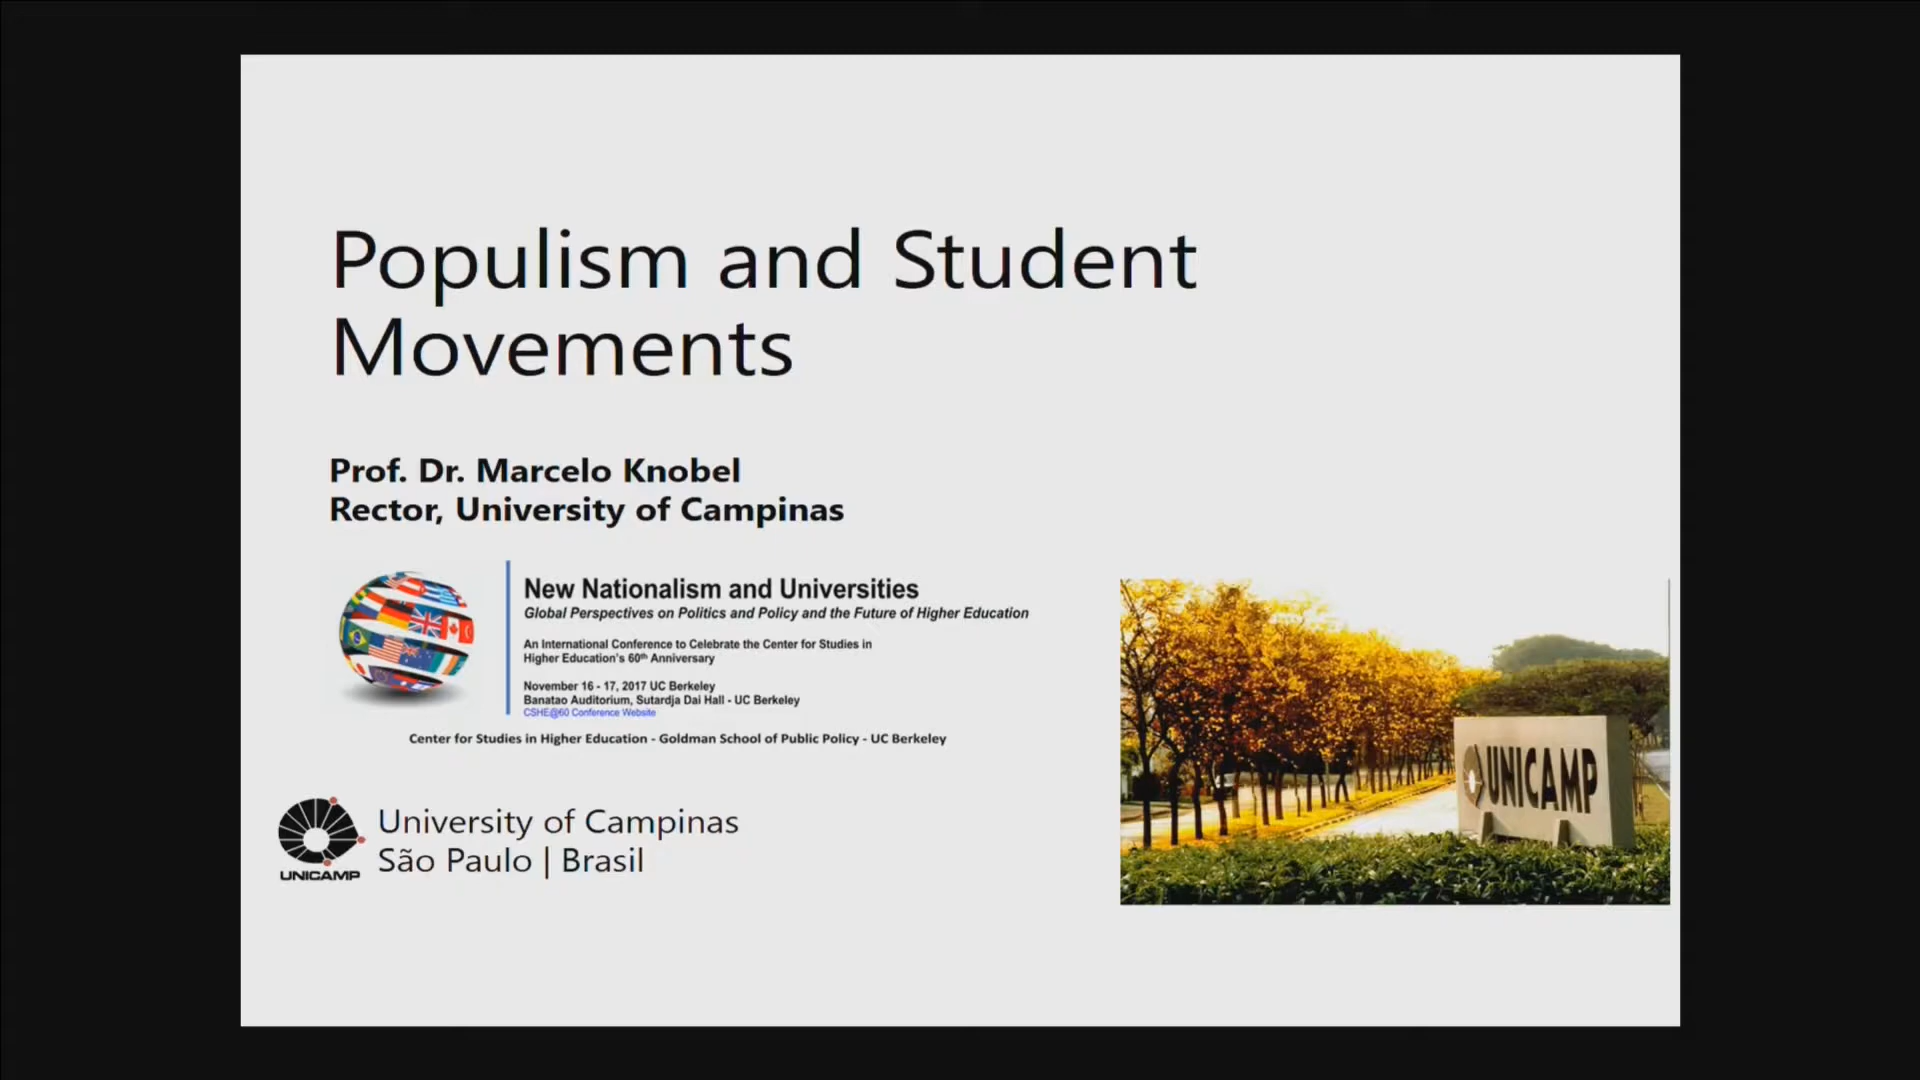 Populism and Student
Movements
Prof. Dr. Marcelo Knobel
Rector, University of Campinas
New Nationalism and Universities
Global Perspectives on Politics and Policy and the Future of Higher Education
An International Conference to Celebrate the Center for Studies in
Higher Education's 60th Anniversary
November 16 - 17, 2017 UC Berkeley
Banatao Auditorium, Sutardja Dai Hall - UC Berkeley
CSHE@60 Conference Website
Center for Studies in Higher Education - Goldman School of Public Policy - UC Berkeley
University of Campinas
São Paulo | Brasil
UNICAMP
UNICAMP